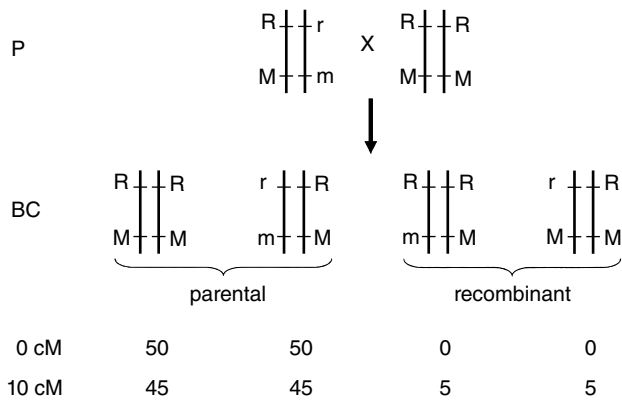 R r R R
P X
M m M M
R R r R R R r R
BC
M M m M m M M M
parental recombinant
0 cM 50 50 0 0
10 cM 45 45 5 5